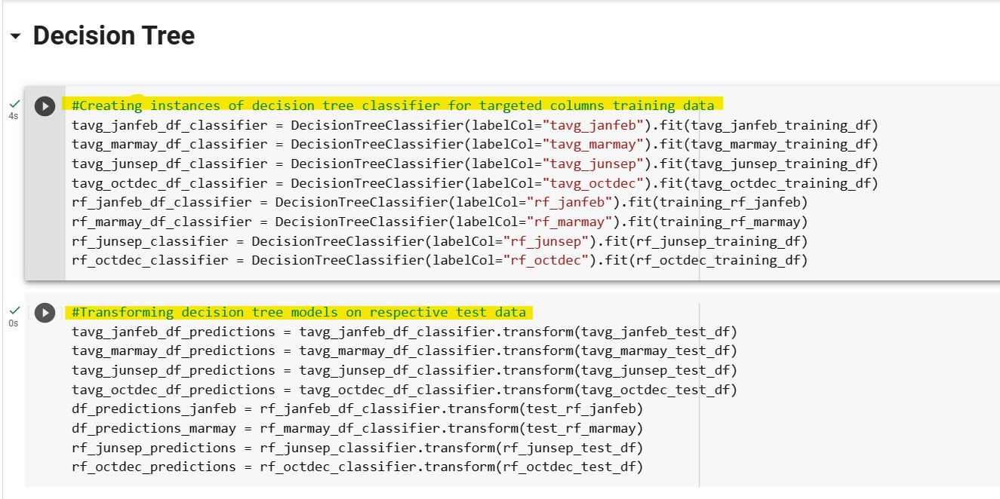 Decision Tree
4s
#Creating instances of decision tree classifier for targeted columns training data
tavg_janfeb_df_classifier = DecisionTreeClassifier(labelCol="tavg_janfeb").fit(tavg_janfeb_training_df)
tavg_marmay_df_classifier = DecisionTreeClassifier(labelCol="tavg_marmay").fit(tavg_marmay_training_df)
tavg_junsep_df_classifier = DecisionTreeClassifier(labelCol="tavg_junsep").fit(tavg_junsep_training_df)
tavg_octdec_df_classifier = DecisionTreeClassifier(labelCol="tavg_octdec").fit(tavg_octdec_training_df)
rf_janfeb_df_classifier = DecisionTreeClassifier(labelCol="rf_janfeb").fit(training_rf_janfeb)
rf_marmay_df_classifier = DecisionTreeClassifier(labelCol="rf_marmay").fit(training_rf_marmay)
rf_junsep_classifier = DecisionTreeClassifier(labelCol="rf_junsep").fit(rf_junsep_training_df)
rf_octdec_classifier = DecisionTreeClassifier(labelCol="rf_octdec").fit(rf_octdec_training_df)
0s
#Transforming decision tree models on respective test data
tavg_janfeb_df_predictions = tavg_janfeb_df_classifier.transform(tavg_janfeb_test_df)
tavg_marmay_df_predictions = tavg_marmay_df_classifier.transform(tavg_marmay_test_df)
tavg_junsep_df_predictions = tavg_junsep_df_classifier.transform(tavg_junsep_test_df)
tavg_octdec_df_predictions = tavg_octdec_df_classifier.transform(tavg_octdec_test_df)
df_predictions_janfeb = rf_janfeb_df_classifier.transform(test_rf_janfeb)
df_predictions_marmay = rf_marmay_df_classifier.transform(test_rf_marmay)
rf_junsep_predictions = rf_junsep_classifier.transform(rf_junsep_test_df)
rf_octdec_predictions = rf_octdec_classifier.transform(rf_octdec_test_df)